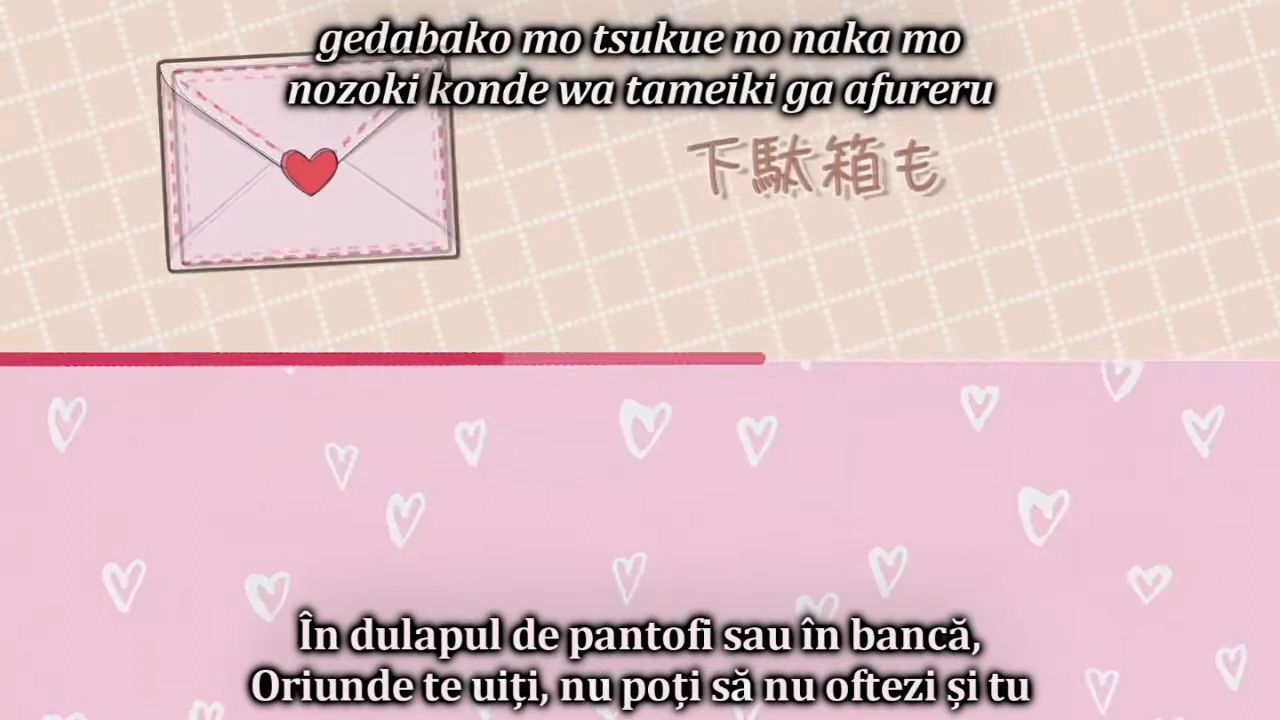 gedabako mo tsukue no naka mo
nozoki konde wa tameiki ga afureru
下駄箱も
În dulapul de pantofi sau în bancă,
Oriunde te uiți, nu poți să nu oftezi și tu